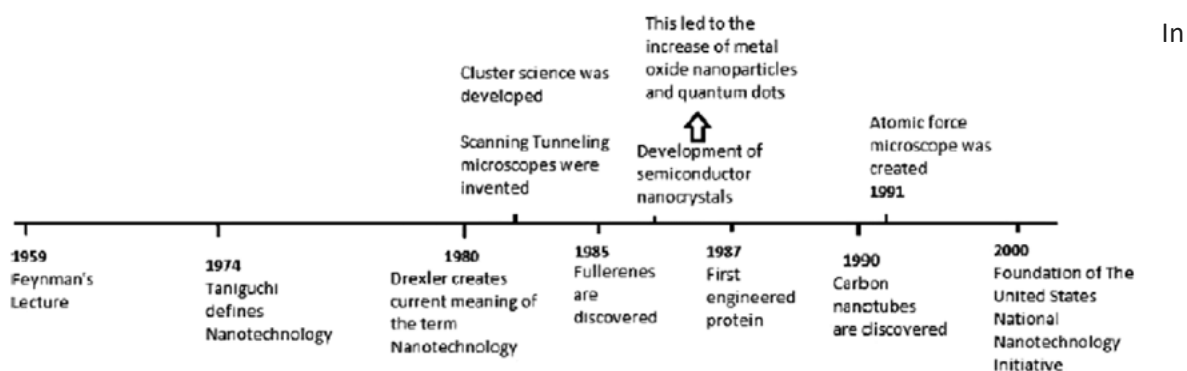 This led to the
increase of metal
oxide nanoparticles
and quantum dots
In
Cluster science was
developed
Scanning Tunneling
microscopes were
invented
Development of
semiconductor
nanocrystals
Atomic force
microscope was
created
1991
1959
Feynman's
Lecture
1974
Taniguchi
defines
Nanotechnology
1980
Drexler creates
current meaning of
the term
Nanotechnology
1985
Fullerenes
are
discovered
1987
First
engineered
protein
1990
Carbon
nanotubes
are discovered
2000
Foundation of The
United States
National
Nanotechnology
Initiative